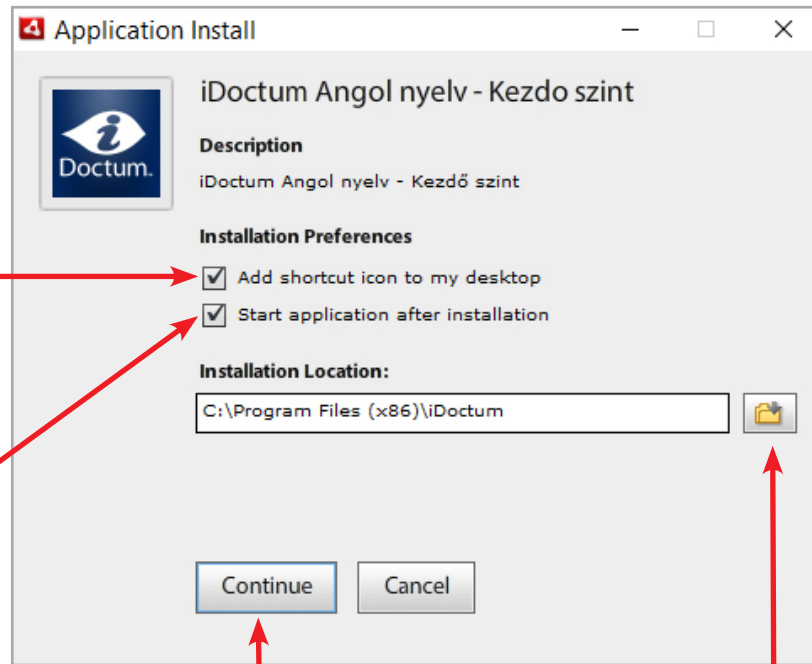 Application Install
iDoctum Angol nyelv - Kezdo szint
i
Doctum.
Description
iDoctum Angol nyelv - Kezdő szint
Installation Preferences
Add shortcut icon to my desktop
Start application after installation
Installation Location:
C:\Program Files (x86)\iDoctum
Continue
Cancel